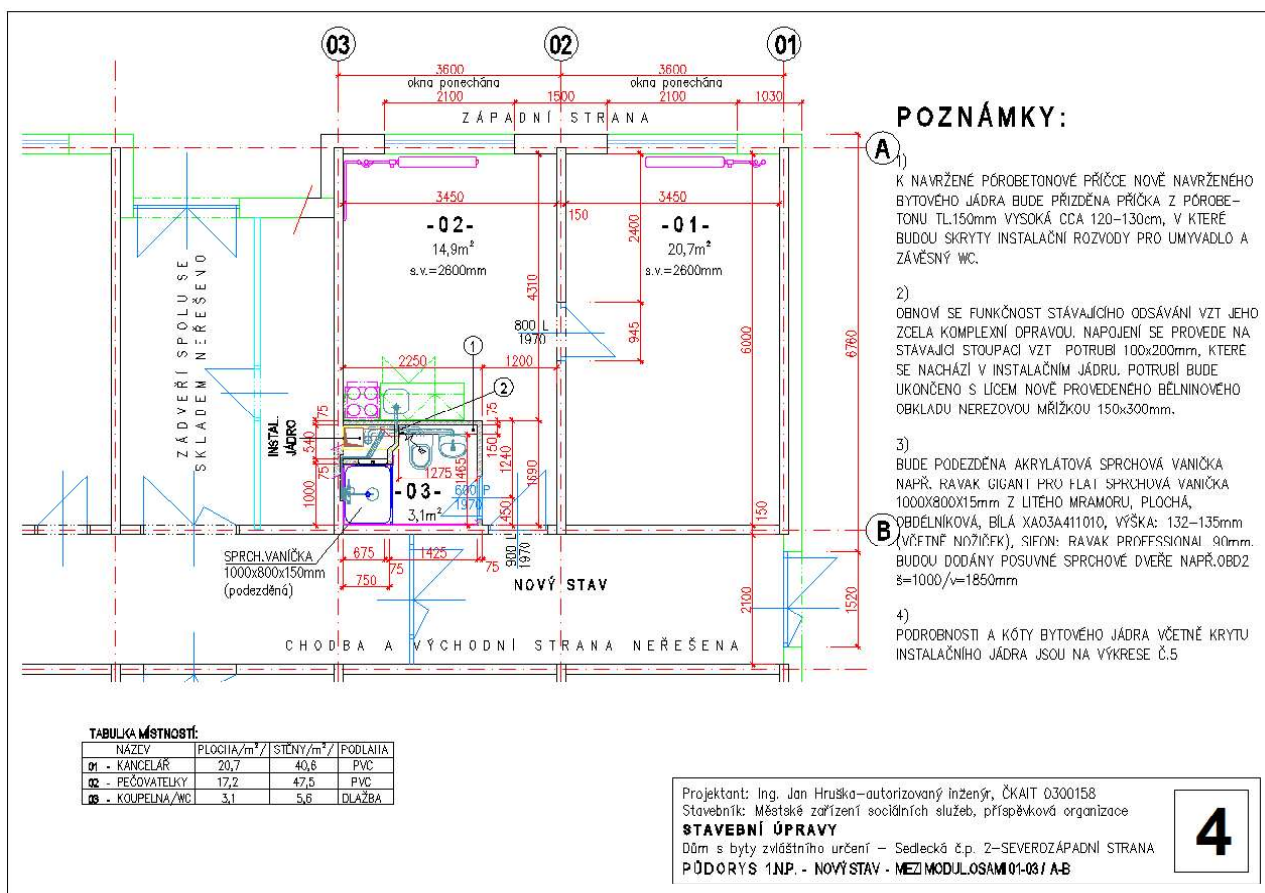 03
02
01
3600
3600
okna ponechána
okna ponechána
2100
1500
2100
1030
ZÁPADNÍ STRANA
A
3450
3450
150
-02-
14,9m²
s.v.=2600mm
-01-
20,7m²
s.v.=2600mm
2400
4310
800 L
1970
945
6000
6760
2250
1200
1
2
ZÁDVEŘÍ SPOLU SE
SKLADEM NEŘEŠENO
INSTAL.
JÁDRO
75
540
75
1000
75
150
1240
1690
1275
1465
-03-
3,1m²
600 P
1970
450
150
B
SPRCH.VANÍČKA
1000x800x150mm
(podezděná)
675
1425
75
75
750
900 L
1970
NOVÝ STAV
2100
1520
CHODBA A VÝCHODNÍ STRANA NEŘEŠENA
POZNÁMKY:
1)
K NAVRŽENÉ PÓROBETONOVÉ PŘÍČCE NOVĚ NAVRŽENÉHO
BYTOVÉHO JÁDRA BUDE PŘIZDĚNA PŘÍČKA Z PÓROBE-
TONU TL.150mm VYSOKÁ CCA 120-130cm, V KTERÉ
BUDOU SKRYTY INSTALAČNÍ ROZVODY PRO UMYVADLO A
ZÁVĚSNÝ WC.
2)
OBNOVÍ SE FUNKČNOST STÁVAJÍCÍHO ODSÁVÁNÍ VZT JEHO
ZCELA KOMPLEXNÍ OPRAVOU. NAPOJENÍ SE PROVEDE NA
STÁVAJÍCÍ STOUPACÍ VZT POTRUBÍ 100x200mm, KTERÉ
SE NACHÁZÍ V INSTALAČNÍM JÁDRU. POTRUBÍ BUDE
UKONČENO S LÍCEM NOVĚ PROVEDENÉHO BĚLNINOVÉHO
OBKLADU NEREZOVOU MŘÍŽKOU 150x300mm.
3)
BUDE PODEZDĚNA AKRYLÁTOVÁ SPRCHOVÁ VANIČKA
NAPŘ. RAVAK GIGANT PRO FLAT SPRCHOVÁ VANIČKA
1000X800X15mm Z LITÉHO MRAMORU, PLOCHÁ,
OBDÉLNÍKOVÁ, BÍLÁ XA03A411010, VÝŠKA: 132-135mm
(VČETNĚ NOŽIČEK), SIFON: RAVAK PROFESSIONAL 90mm.
BUDOU DODÁNY POSUVNÉ SPRCHOVÉ DVEŘE NAPŘ.OBD2
š=1000/v=1850mm
4)
PODROBNOSTI A KÓTY BYTOVÉHO JÁDRA VČETNĚ KRYTU
INSTALAČNÍHO JÁDRA JSOU NA VÝKRESE Č.5
TABULKA MÍSTNOSTÍ:
NÁZEV PLOCHA/m²/ STĚNY/m²/ PODLAHA
01 - KANCELÁŘ 20,7 40,6 PVC
02 - PEČOVATELKY 17,2 47,5 PVC
03 - KOUPELNA/WC 3,1 5,6 DLAŽBA
Projektant: Ing. Jan Hruška-autorizovaný inženýr, ČKAIT 0300158
Stavebník: Městské zařízení sociálních služeb, příspěvková organizace
STAVEBNÍ ÚPRAVY
Dům s byty zvláštního určení – Sedlecká č.p. 2-SEVEROZÁPADNÍ STRANA
PŮDORYS 1.N.P. - NOVÝ STAV - MEZI MODUL.OSAMI 01-03 / A-B
4